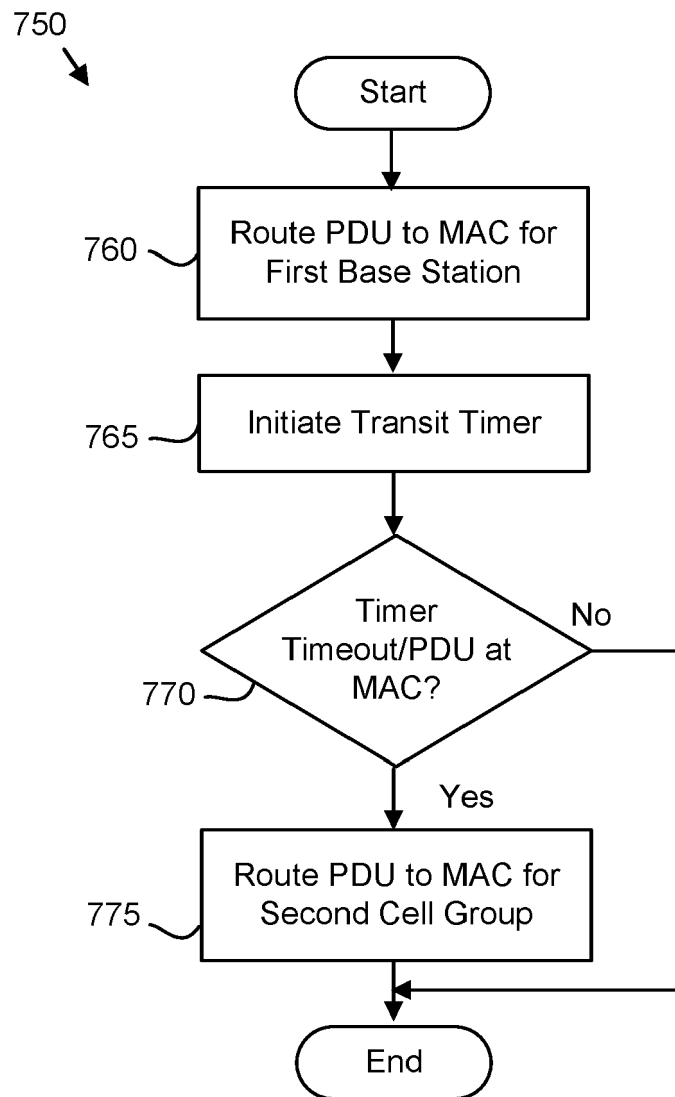 750
Start
760
Route PDU to MAC for
First Base Station
765
Initiate Transit Timer
Timer
Timeout/PDU at
MAC?
No
770
Yes
Route PDU to MAC for
Second Cell Group
775
End